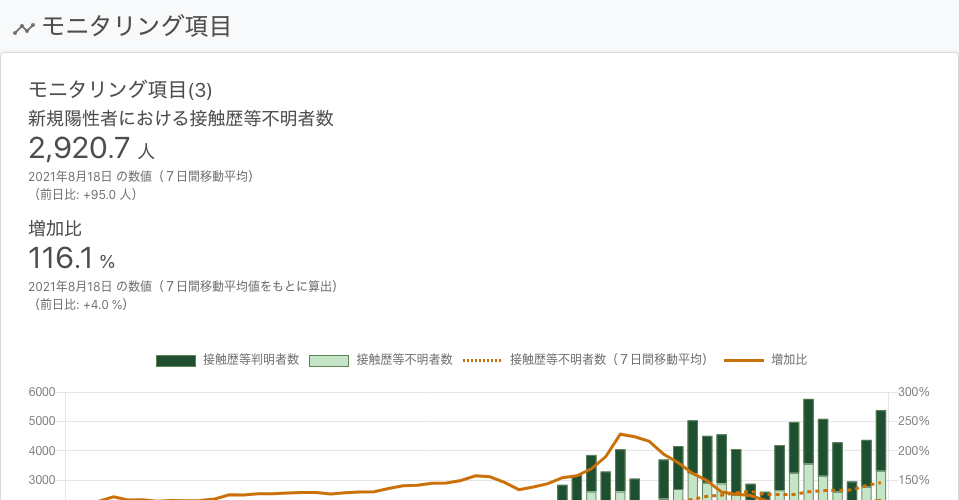 モニタリング項目
モニタリング項目(3)
新規陽性者における接触歴等不明者数
2,920.7 人
2021年8月18日 の数値（７日間移動平均）
（前日比: +95.0 人）
増加比
116.1 %
2021年8月18日 の数値（７日間移動平均値をもとに算出）
（前日比: +4.0 %）
接触歴等判明者数 接触歴等不明者数 接触歴等不明者数（７日間移動平均） 増加比
6000 300%
5000 250%
4000 200%
3000 150%